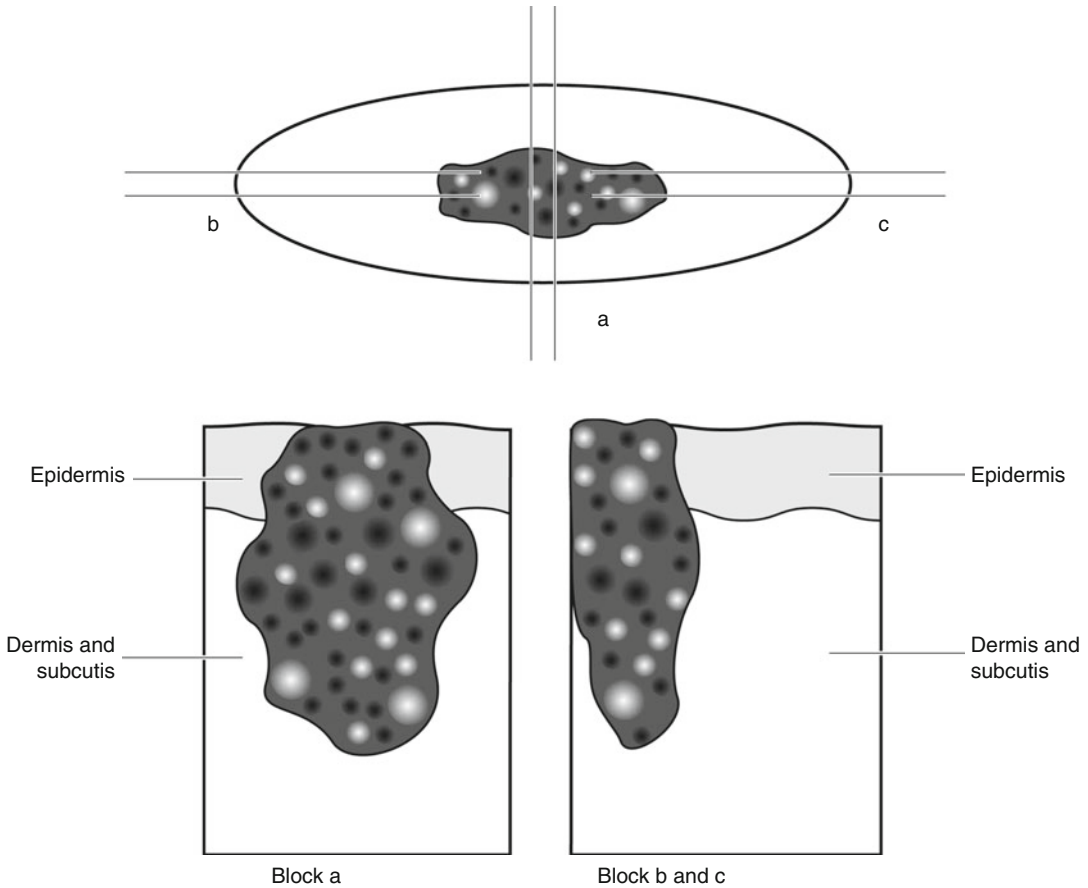 b
c
a
Epidermis
Dermis and
subcutis
Epidermis
Dermis and
subcutis
Block a
Block b and c